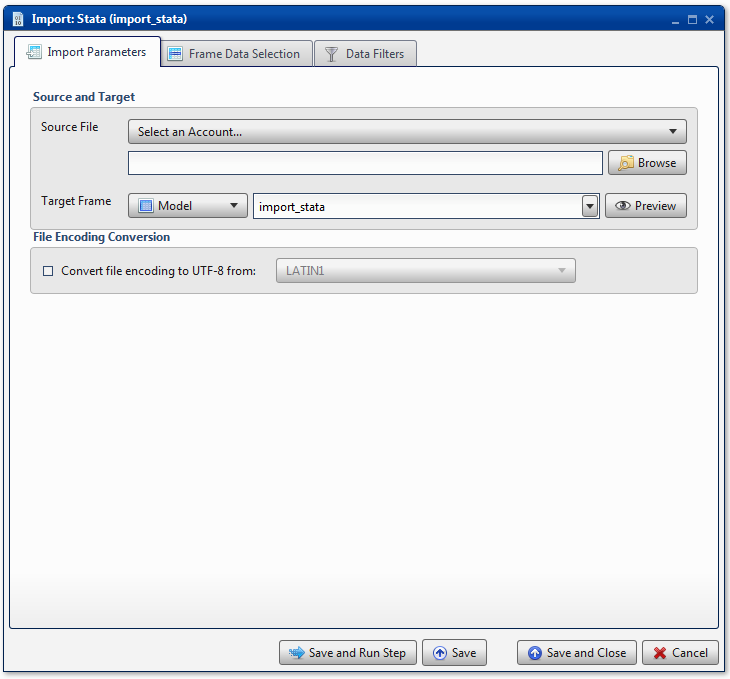 Import: Stata (import_stata)
Import Parameters
Frame Data Selection
Data Filters
Source and Target
Source File
Select an Account...
Browse
Target Frame
Model
import_stata
Preview
File Encoding Conversion
Convert file encoding to UTF-8 from:
LATIN1
Save and Run Step
Save
Save and Close
Cancel